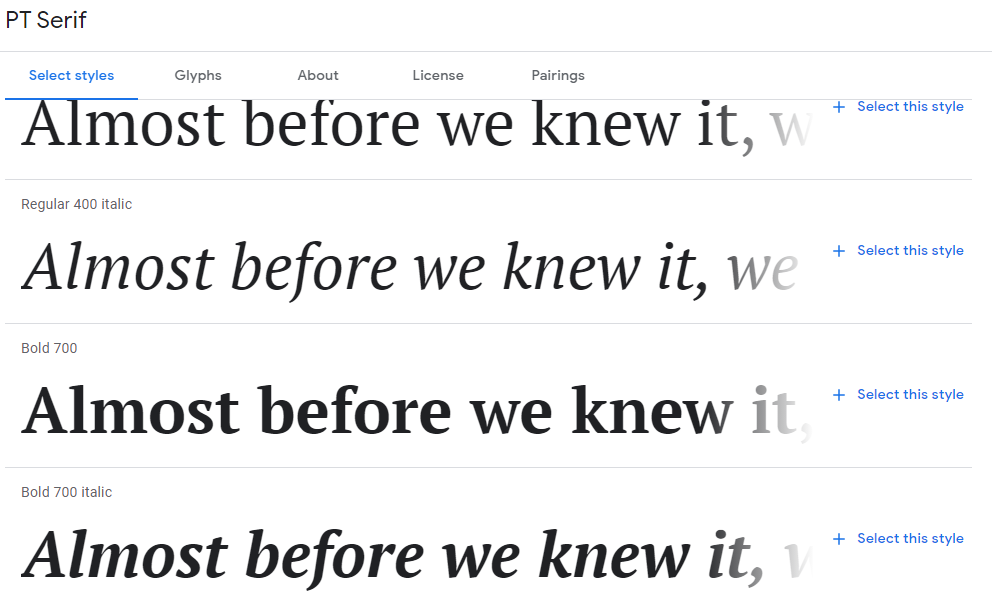 PT Serif
Select styles Glyphs About License Pairings
Almost before we knew it, w
Select this style
Regular 400 italic
Almost before we knew it, we
Select this style
Bold 700
Almost before we knew it,
Select this style
Bold 700 italic
Almost before we knew it, w
Select this style